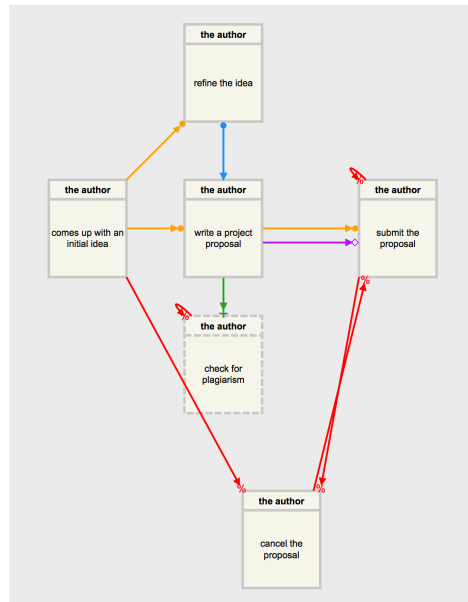 the author
refine the idea
the author
comes up with an
initial idea
the author
write a project
proposal
the author
submit the
proposal
%
%
%
the author
check for
plagiarism
%
%
the author
cancel the
proposal